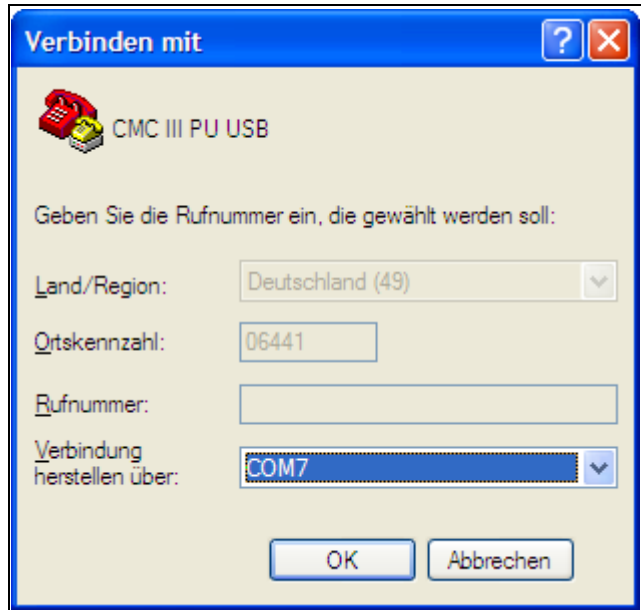 Verbinden mit
?
CMC III PU USB
Geben Sie die Rufnummer ein, die gewählt werden soll:
Land/Region: Deutschland (49)
Ortskennzahl: 06441
Rufnummer:
Verbindung
herstellen über: COM7
OK Abbrechen